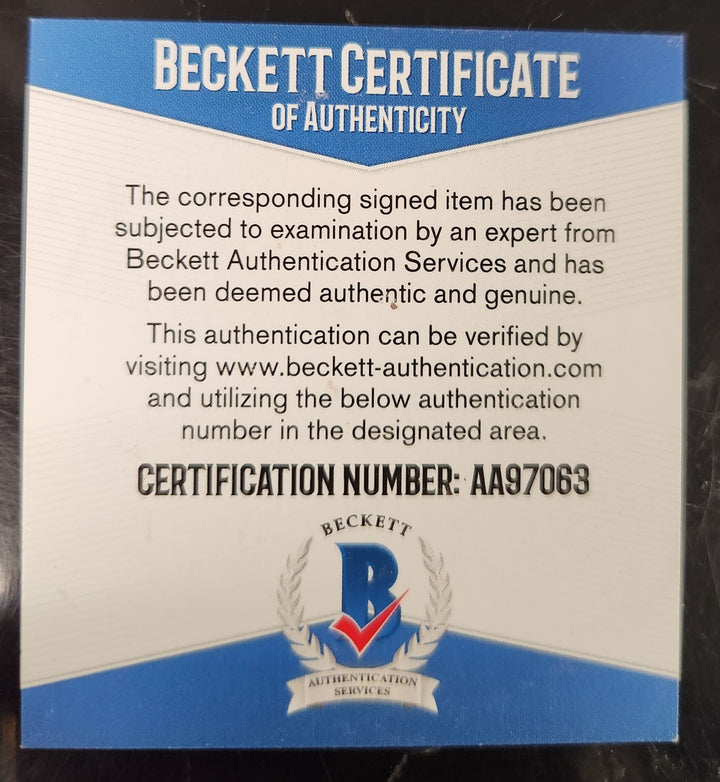 BECKETT CERTIFICATE
OF AUTHENTICITY
The corresponding signed item has been
subjected to examination by an expert from
Beckett Authentication Services and has
been deemed authentic and genuine.
This authentication can be verified by
visiting www.beckett-authentication.com
and utilizing the below authentication
number in the designated area.
CERTIFICATION NUMBER: AA97063
BECKETT
B
AUTHENTICATION
SERVICES